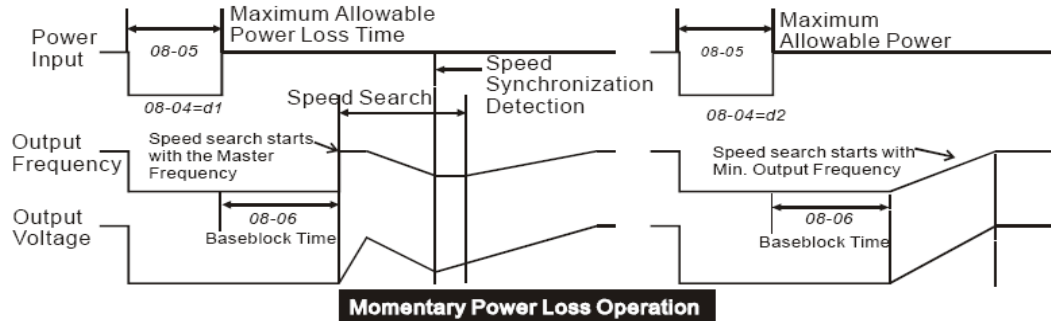 Power
Input
08-05
Maximum Allowable
Power Loss Time
08-04=d1
Speed Search
Speed
Synchronization
Detection
Output
Frequency
Speed search starts
with the Master
Frequency
08-06
Baseblock Time
Output
Voltage
08-05
Maximum
Allowable Power
08-04=d2
Speed search starts with
Min. Output Frequency
08-06
Baseblock Time
Momentary Power Loss Operation